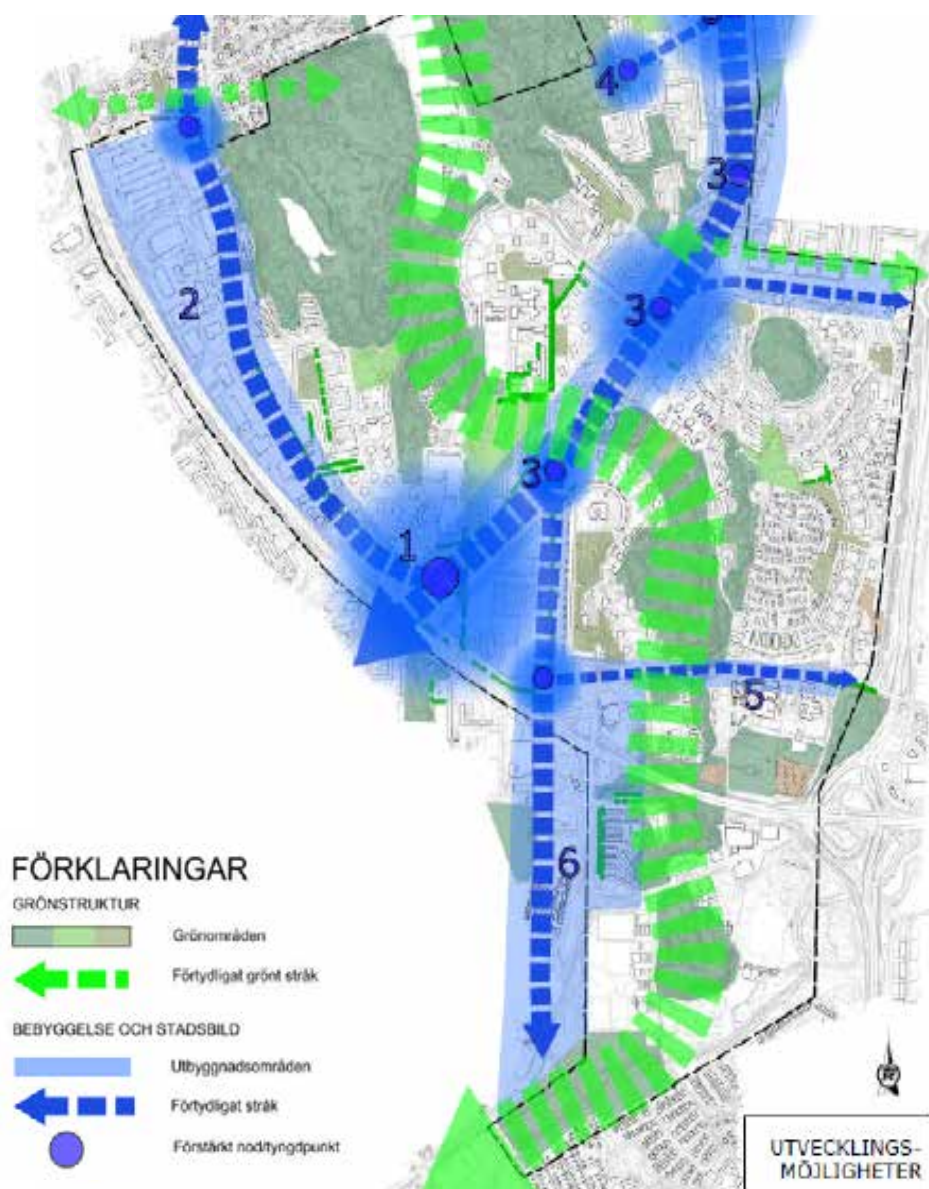 4
3
2
3
3
1
5
6
FÖRKLARINGAR
GRÖNSTRUKTUR
Grönområden
Förtydligat grönt stråk
BEBYGGELSE OCH STADSBILD
Utbyggnadsområden
Förtydligat stråk
Förstärkt nod/tyngdpunkt
UTVECKLINGS-
MÖJLIGHETER